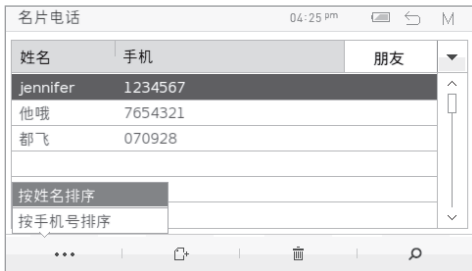 名片电话 04:25 pm M
姓名 手机 朋友
jennifer 1234567
他哦 7654321
都飞 070928
按姓名排序
按手机号排序